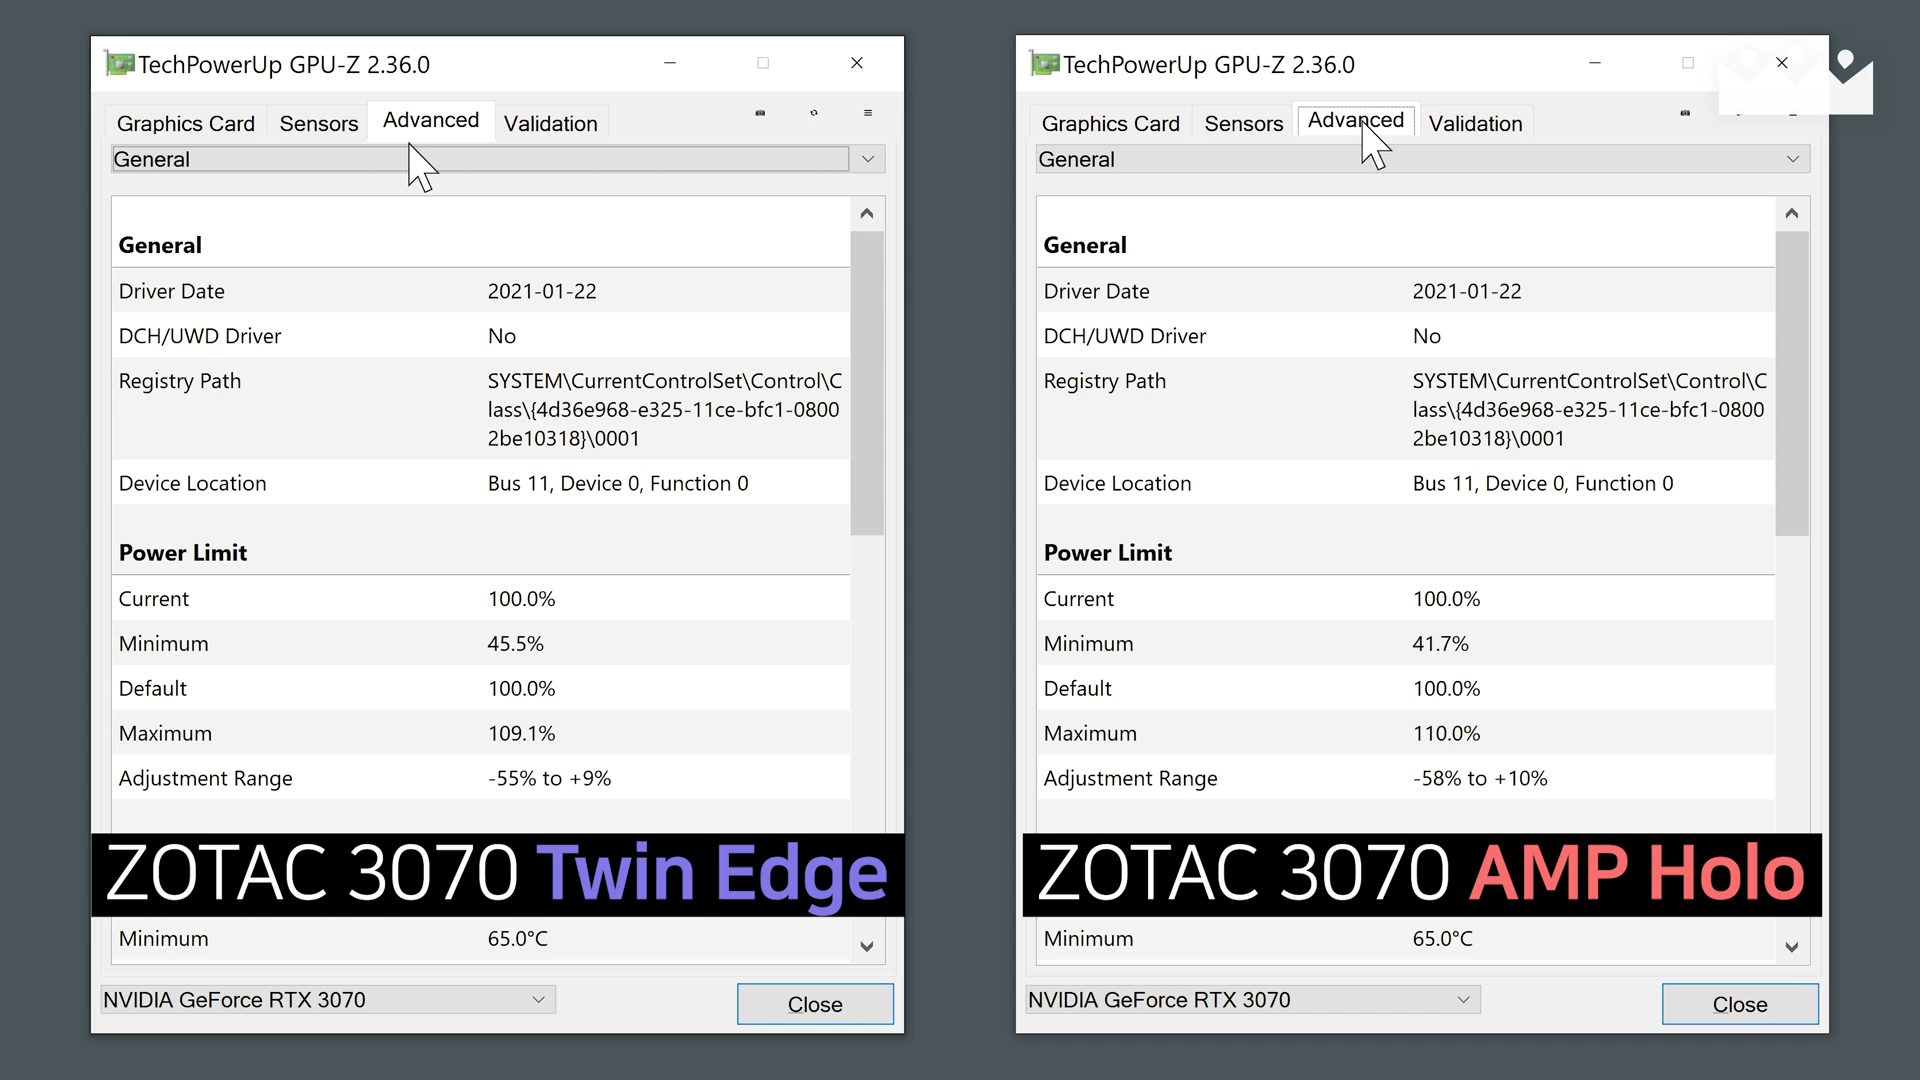 TechPowerUp GPU-Z 2.36.0
Graphics Card Sensors Advanced Validation
General
General
Driver Date 2021-01-22
DCH/UWD Driver No
Registry Path SYSTEM\CurrentControlSet\Control\C
lass\{4d36e968-e325-11ce-bfc1-0800
2be10318}\0001
Device Location Bus 11, Device 0, Function 0
Power Limit
Current 100.0%
Minimum 45.5%
Default 100.0%
Maximum 109.1%
Adjustment Range -55% to +9%
ZOTAC 3070 Twin Edge
Minimum 65.0°C
NVIDIA GeForce RTX 3070
Close
TechPowerUp GPU-Z 2.36.0
Graphics Card Sensors Advanced Validation
General
General
Driver Date 2021-01-22
DCH/UWD Driver No
Registry Path SYSTEM\CurrentControlSet\Control\C
lass\{4d36e968-e325-11ce-bfc1-0800
2be10318}\0001
Device Location Bus 11, Device 0, Function 0
Power Limit
Current 100.0%
Minimum 41.7%
Default 100.0%
Maximum 110.0%
Adjustment Range -58% to +10%
ZOTAC 3070 AMP Holo
Minimum 65.0°C
NVIDIA GeForce RTX 3070
Close